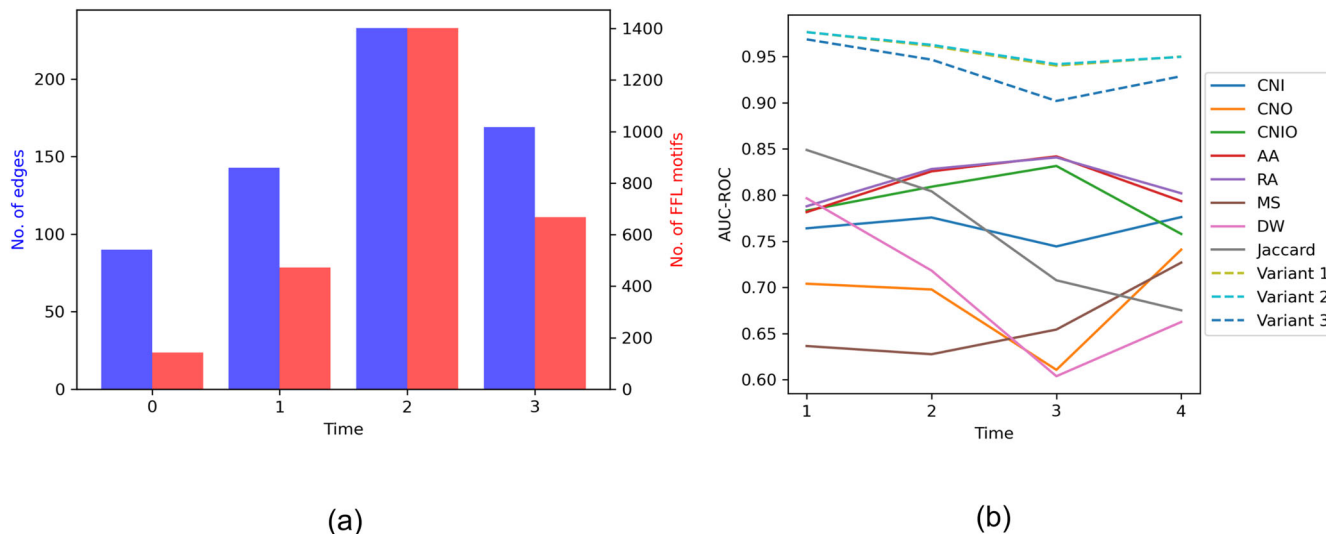 No. of edges
200
150
100
50
0
1400
1200
1000
800
600
400
200
0
No. of FFL motifs
0 1 2 3
Time
(a)
AUC-ROC
0.95
0.90
0.85
0.80
0.75
0.70
0.65
0.60
1 2 3 4
Time
CNI
CNO
CNIO
AA
RA
MS
DW
Jaccard
Variant 1
Variant 2
Variant 3
(b)